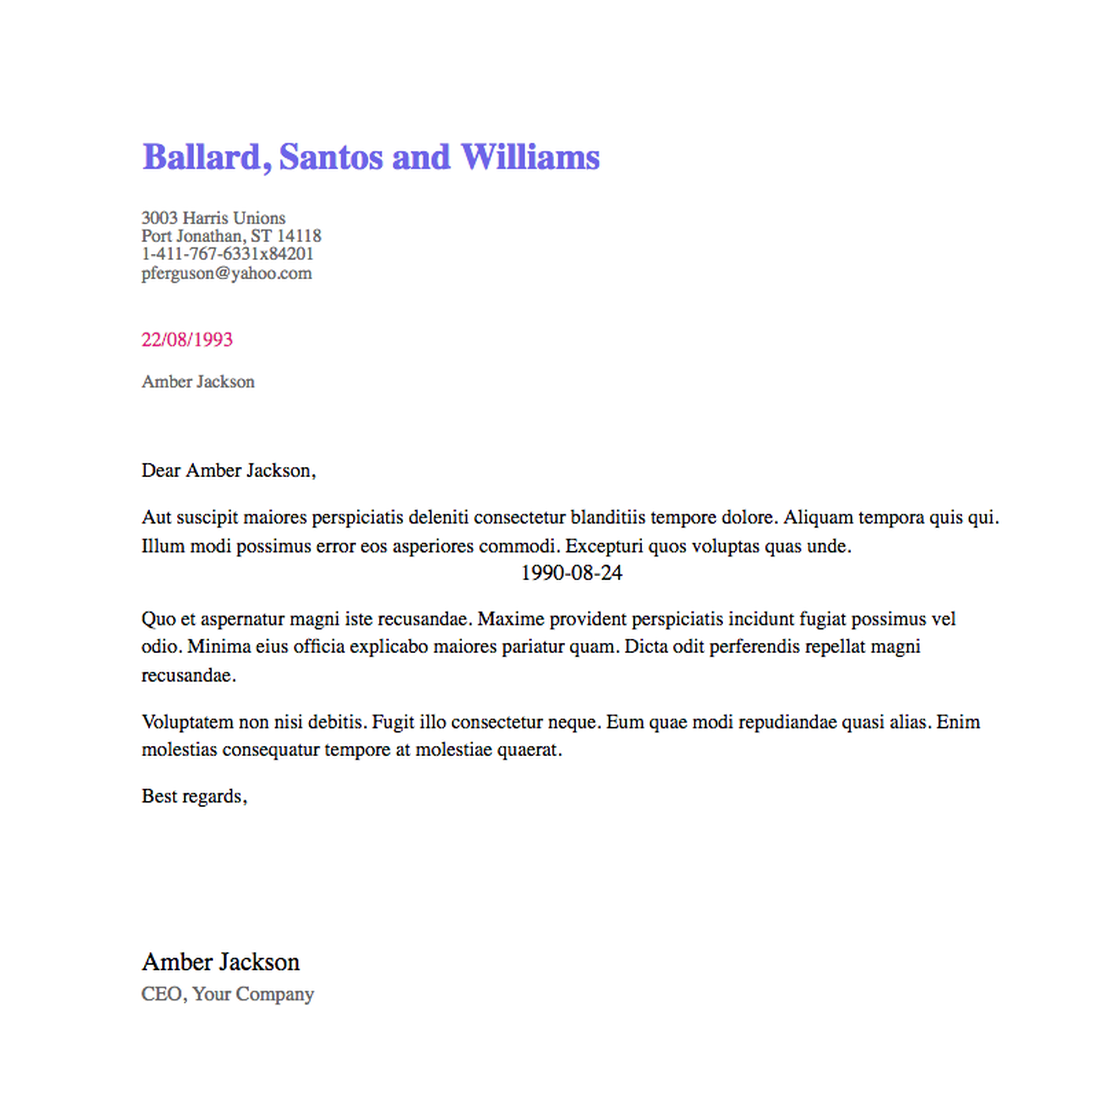 Ballard, Santos and Williams
3003 Harris Unions
Port Jonathan, ST 14118
1-411-767-6331x84201
pferguson@yahoo.com
22/08/1993
Amber Jackson
Dear Amber Jackson,
Aut suscipit maiores perspiciatis deleniti consectetur blanditiis tempore dolore. Aliquam tempora quis qui.
Illum modi possimus error eos asperiores commodi. Excepturi quos voluptas quas unde.
1990-08-24
Quo et aspernatur magni iste recusandae. Maxime provident perspiciatis incidunt fugiat possimus vel
odio. Minima eius officia explicabo maiores pariatur quam. Dicta odit perferendis repellat magni
recusandae.
Voluptatem non nisi debitis. Fugit illo consectetur neque. Eum quae modi repudiandae quasi alias. Enim
molestias consequatur tempore at molestiae quaerat.
Best regards,
Amber Jackson
CEO, Your Company